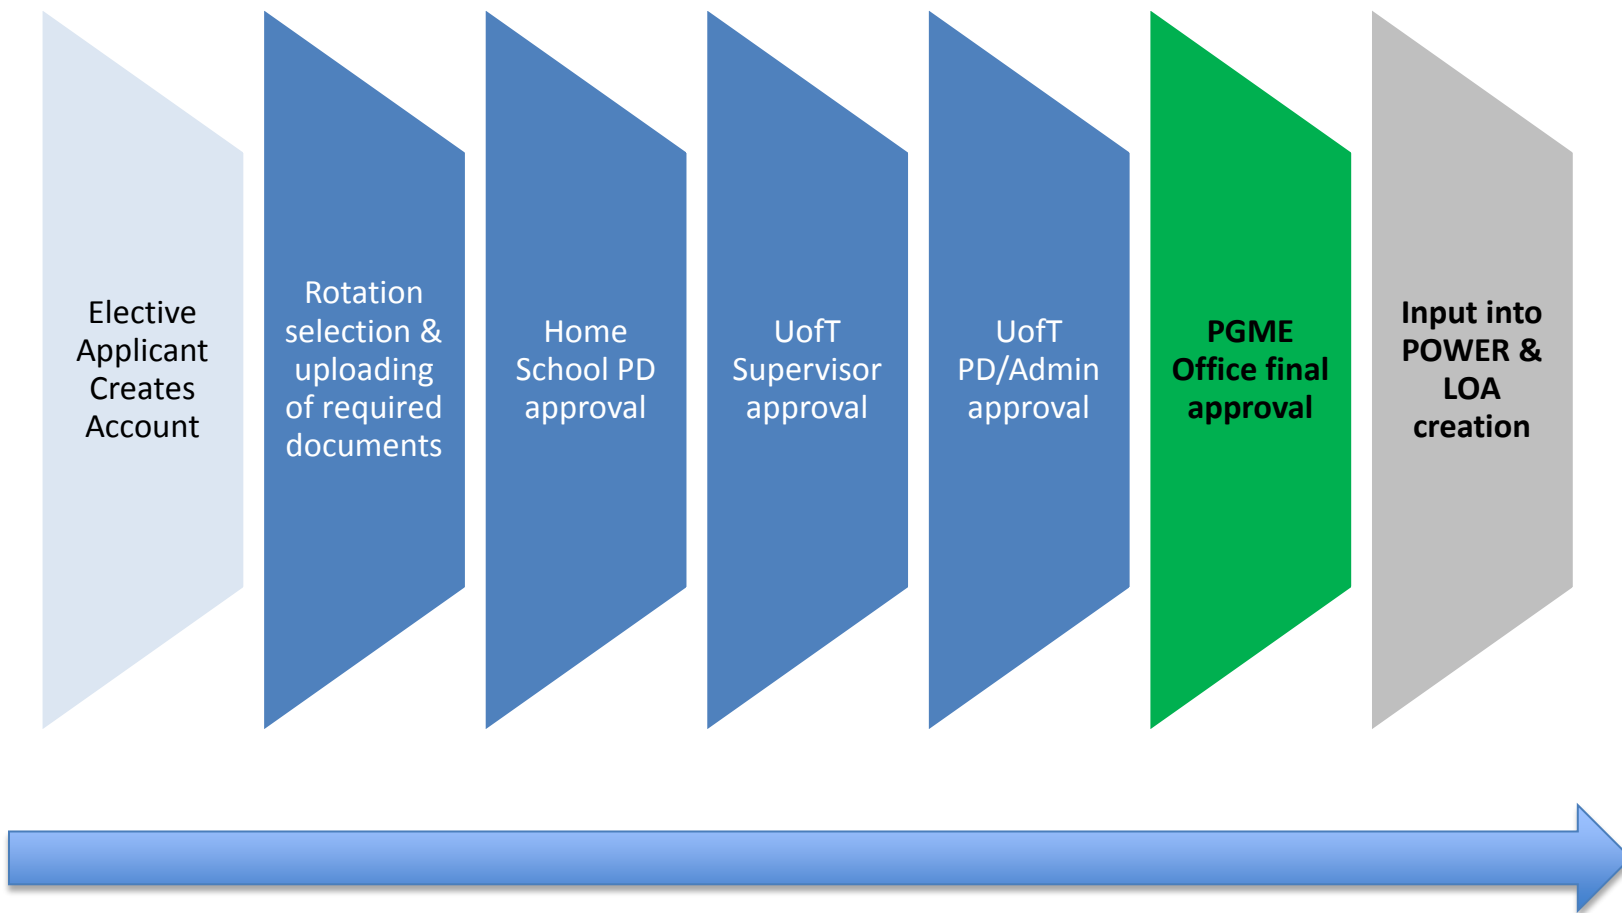 Elective
Applicant
Creates
Account
Rotation
selection &
uploading
of required
documents
Home
School PD
approval
UofT
Supervisor
approval
UofT
PD/Admin
approval
PGME
Office final
approval
Input into
POWER &
LOA
creation